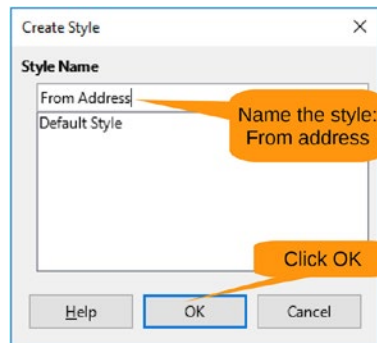 Create Style
Style Name
From Address
Default Style
Name the style:
From address
Click OK
Help
OK
Cancel